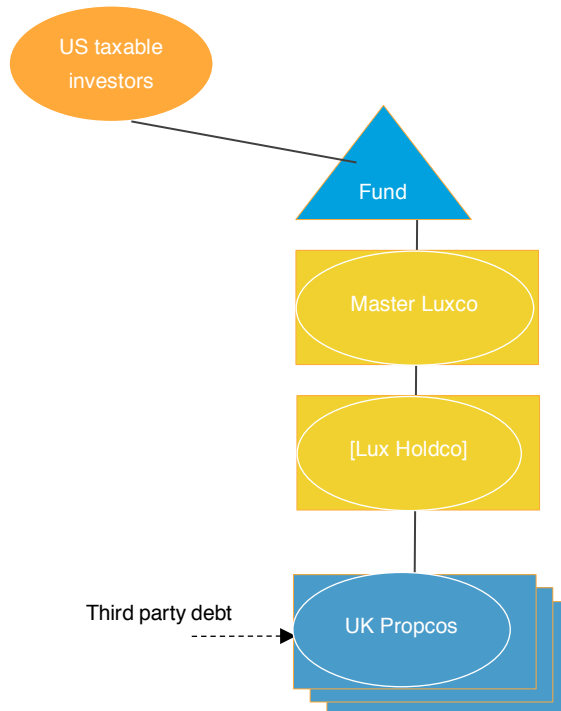 US taxable
investors
Fund
Master Luxco
[Lux Holdco]
Third party debt
UK Propcos